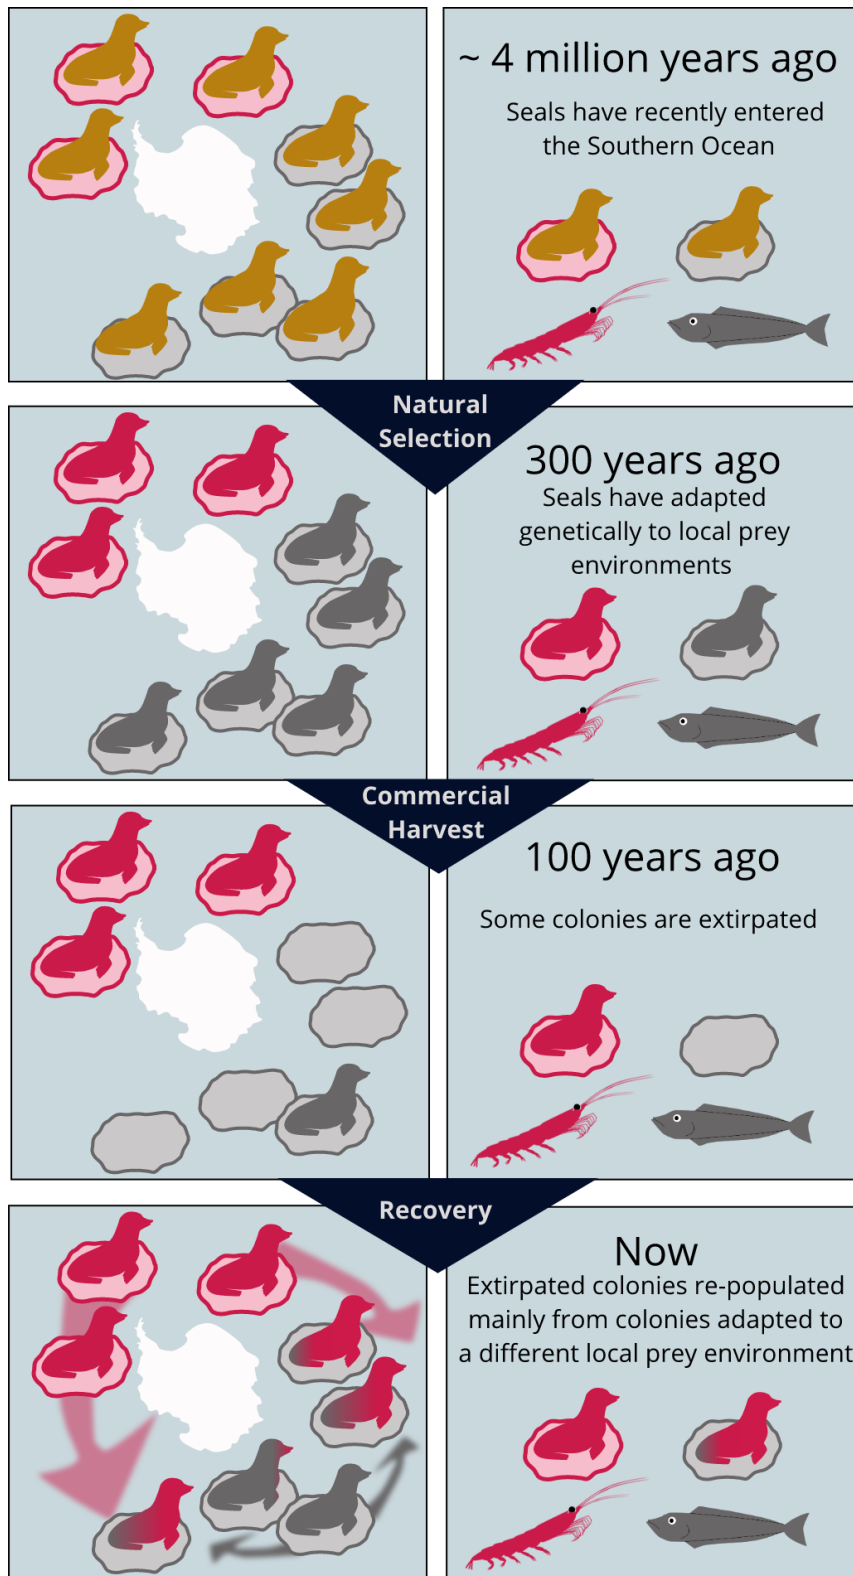 ~ 4 million years ago
Seals have recently entered
the Southern Ocean
Natural
Selection
300 years ago
Seals have adapted
genetically to local prey
environments
Commercial
Harvest
100 years ago
Some colonies are extirpated
Recovery
Now
Extirpated colonies re-populated
mainly from colonies adapted to
a different local prey environment